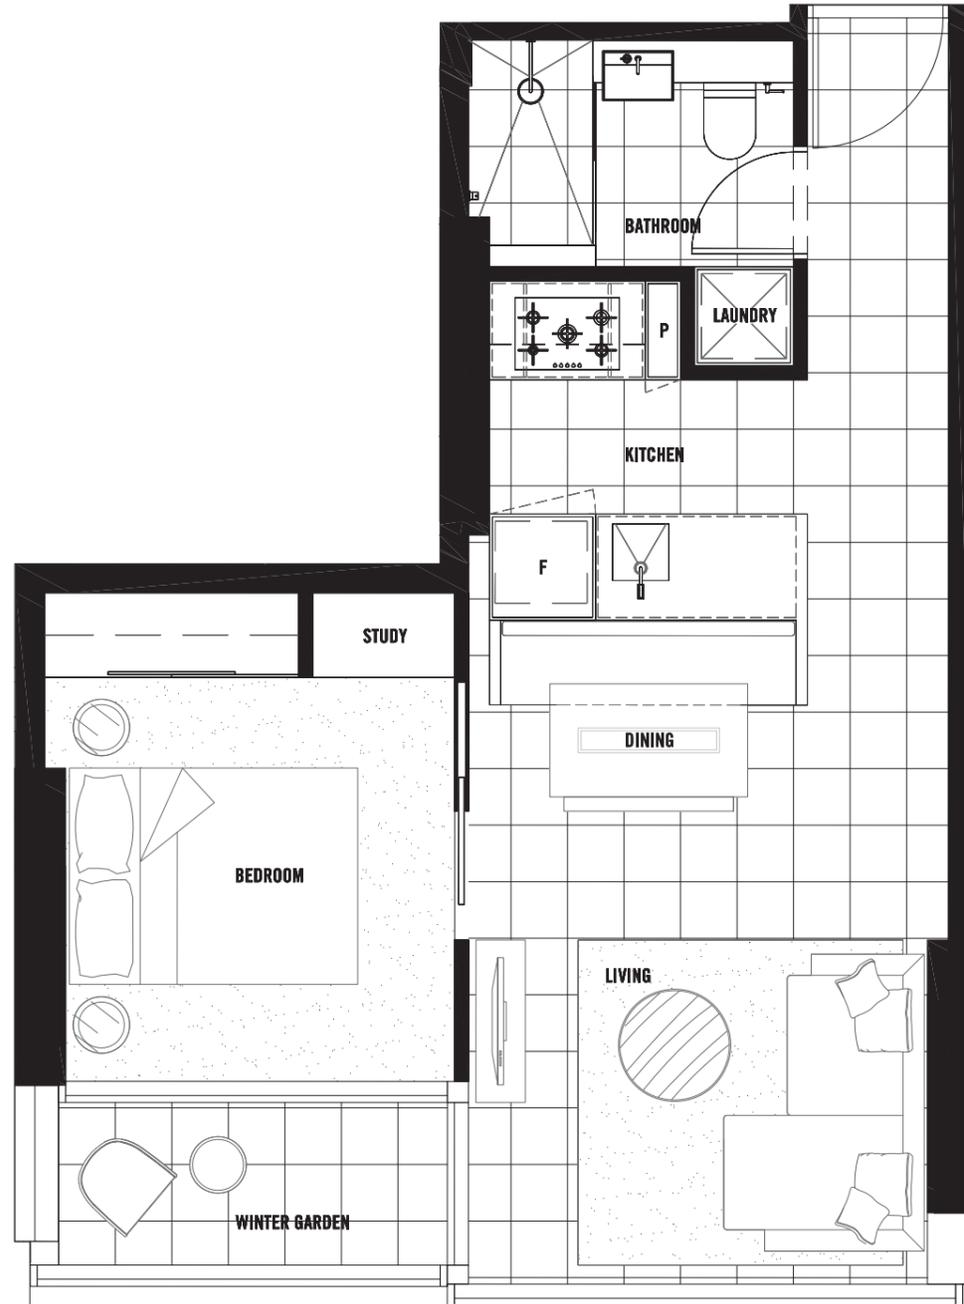 BATHROOM
LAUNDRY
P
KITCHEN
F
STUDY
DINING
BEDROOM
LIVING
WINTER GARDEN